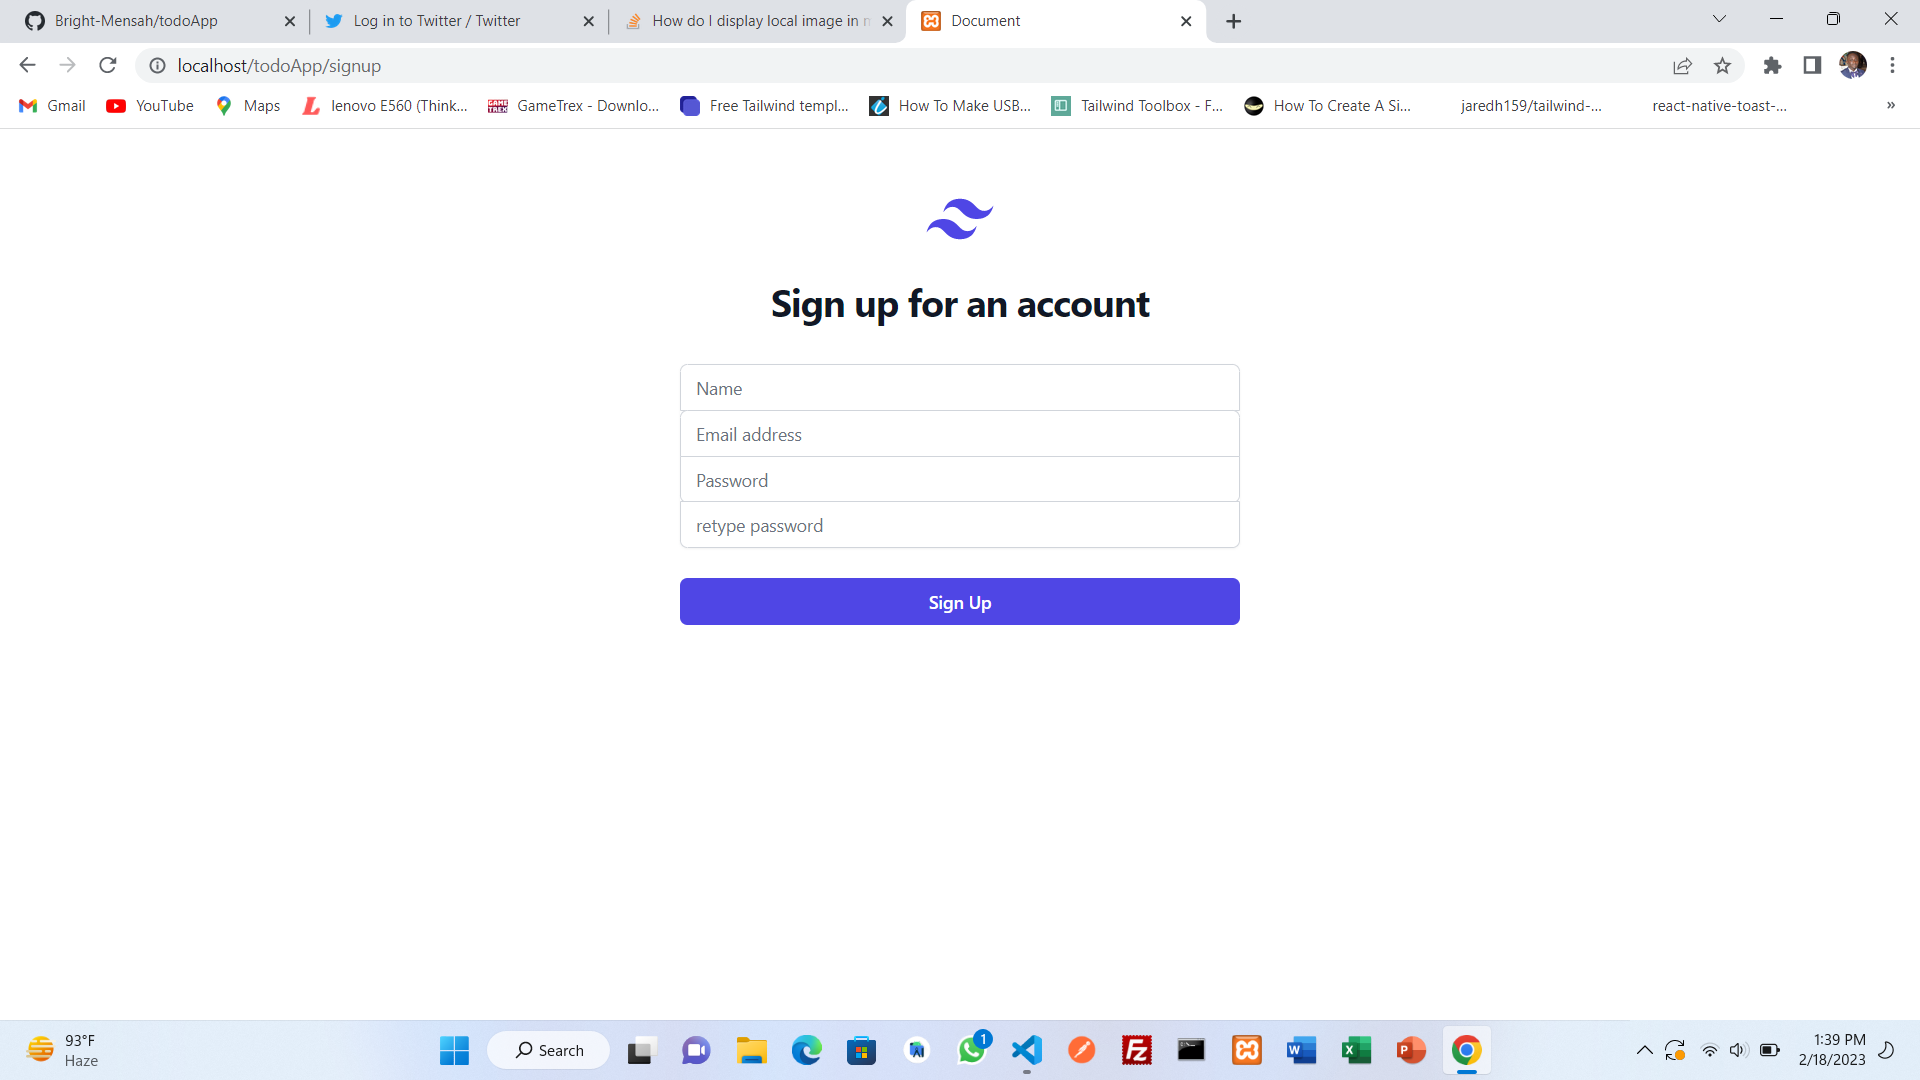 Bright-Mensah/todoApp
Log in to Twitter / Twitter
How do I display local image in
Document
localhost/todoApp/signup
Gmail
YouTube
Maps
lenovo E560 (Think...
GameTrex - Downlo...
Free Tailwind templ...
How To Make USB...
Tailwind Toolbox - F...
How To Create A Si...
jaredh159/tailwind-...
react-native-toast-...
»
Sign up for an account
Name
Email address
Password
retype password
Sign Up
93°F
Haze
Search
1
1:39 PM
2/18/2023